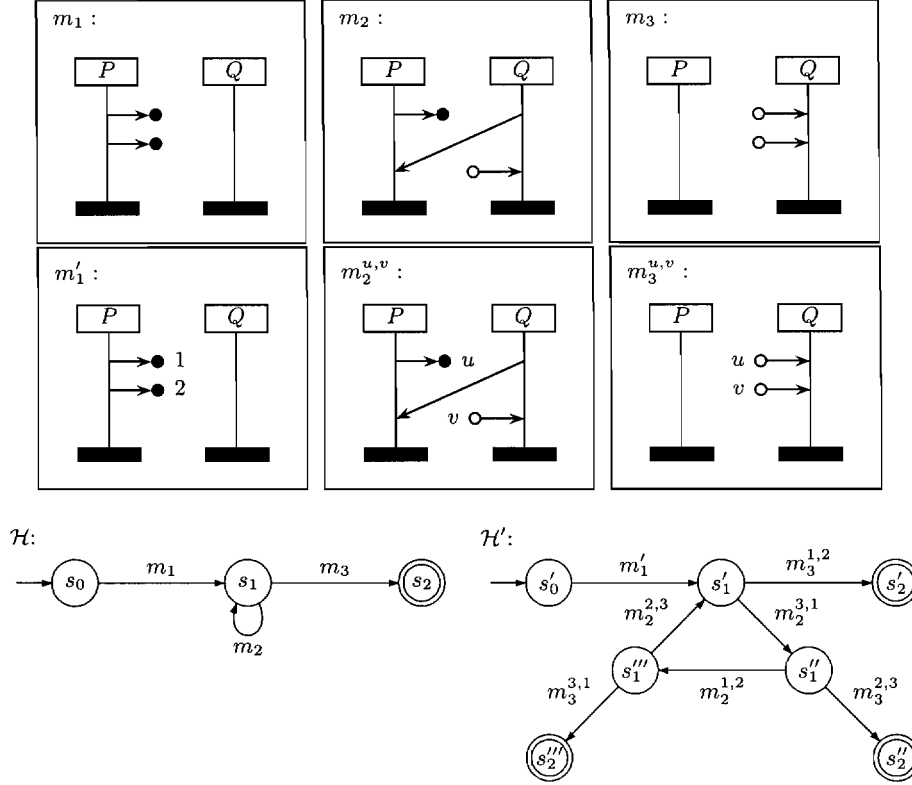 m₁ : m₂ : m₃ :
P Q P Q P Q
m′₁ : m₂^{u,v} : m₃^{u,v} :
P Q P Q P Q
1 u u
2 v v
H: H′:
s₀ m₁ s₁ m₃ s₂ s′₀ m′₁ s′₁ m₃^{1,2} s′₂
m₂ m₂^{2,3} m₂^{3,1}
s‴₁ m₂^{1,2} s″₁
m₃^{3,1} m₃^{2,3}
s‴₂ s″₂